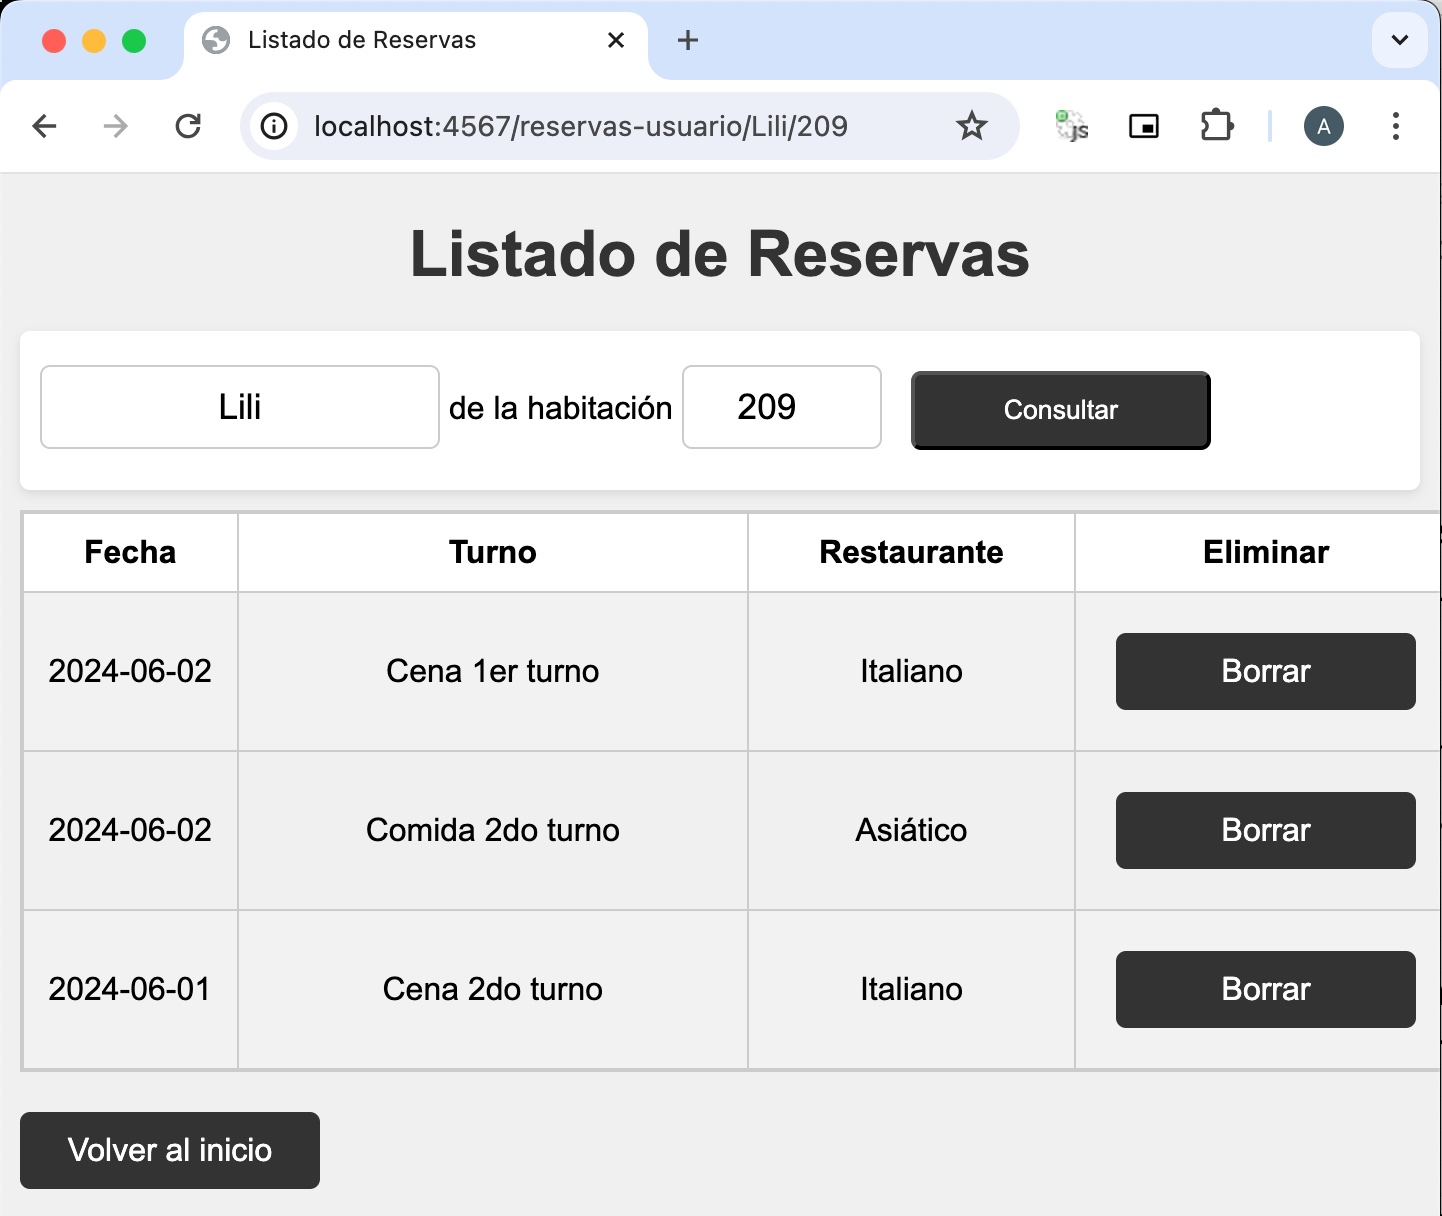 Listado de Reservas
localhost:4567/reservas-usuario/Lili/209
js
A
Listado de Reservas
Lili de la habitación 209 Consultar
Fecha Turno Restaurante Eliminar
2024-06-02 Cena 1er turno Italiano Borrar
2024-06-02 Comida 2do turno Asiático Borrar
2024-06-01 Cena 2do turno Italiano Borrar
Volver al inicio